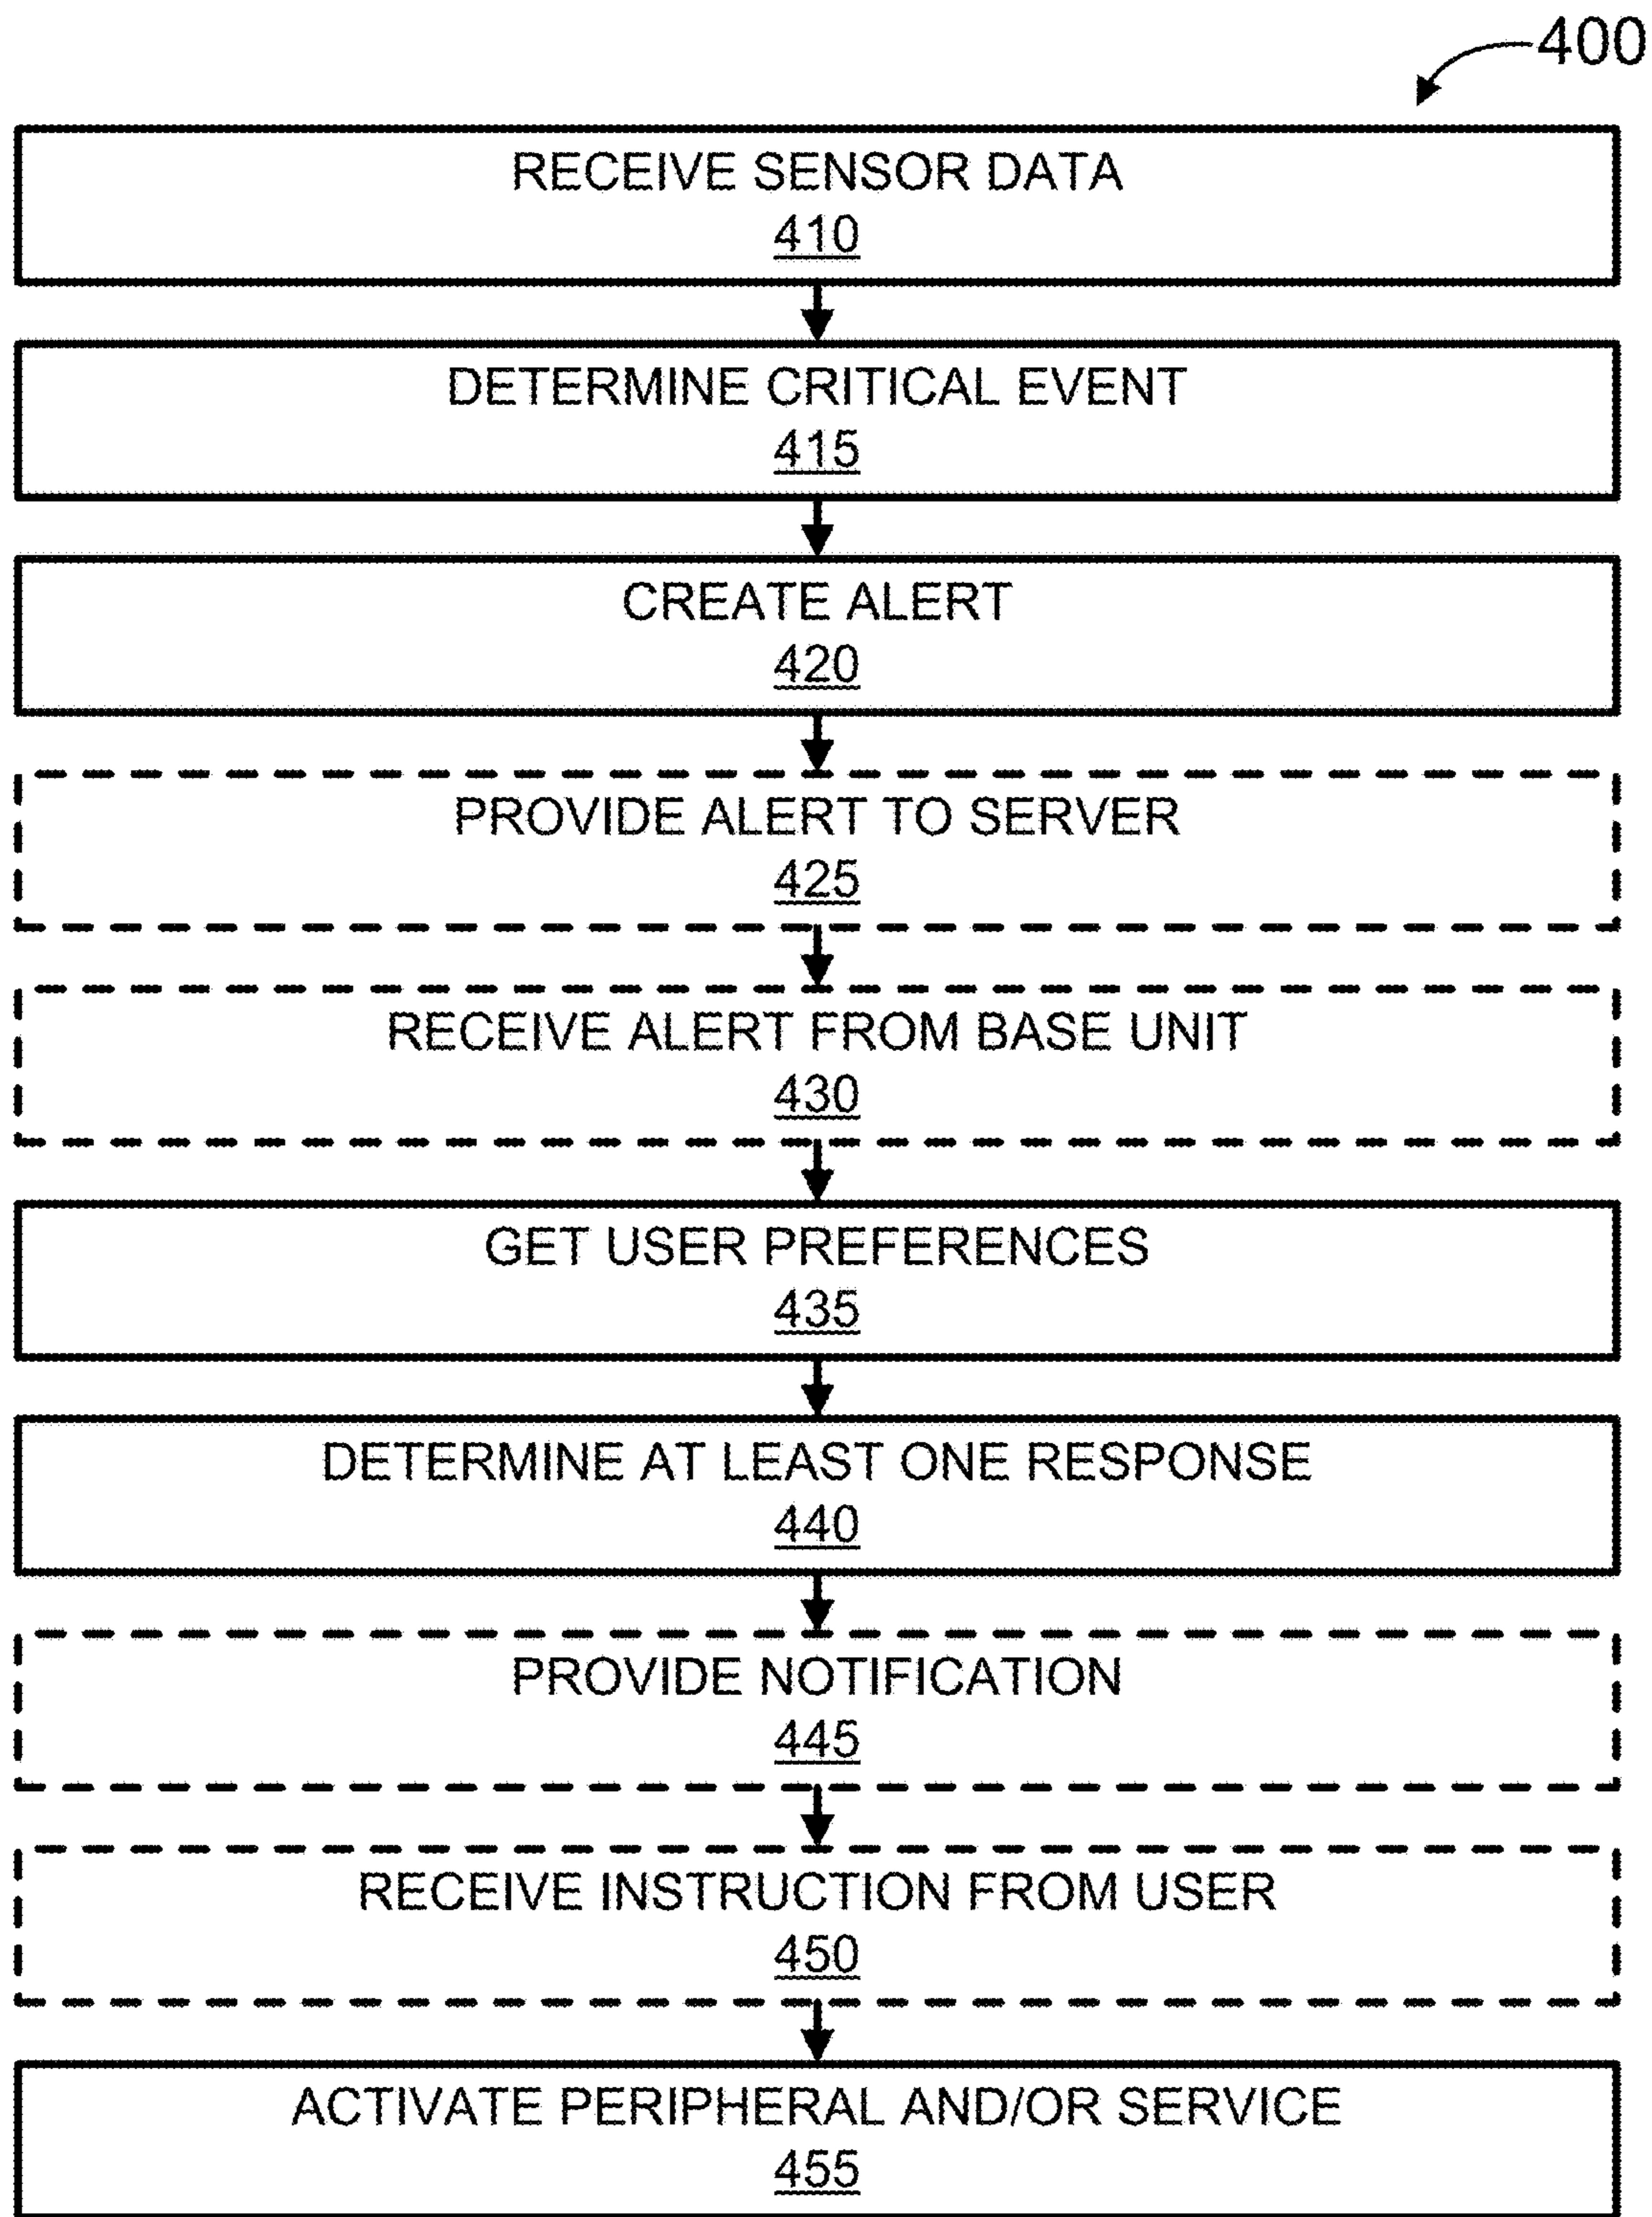 400
RECEIVE SENSOR DATA
410
DETERMINE CRITICAL EVENT
415
CREATE ALERT
420
PROVIDE ALERT TO SERVER
425
RECEIVE ALERT FROM BASE UNIT
430
GET USER PREFERENCES
435
DETERMINE AT LEAST ONE RESPONSE
440
PROVIDE NOTIFICATION
445
RECEIVE INSTRUCTION FROM USER
450
ACTIVATE PERIPHERAL AND/OR SERVICE
455